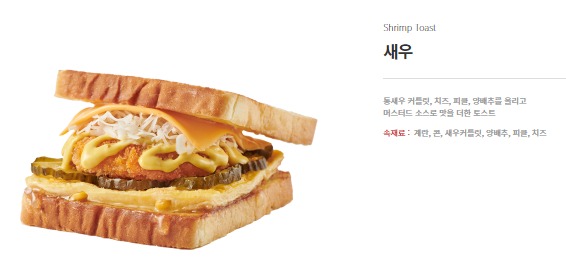 Shrimp Toast
새우
통새우 커틀릿, 치즈, 피클, 양배추를 올리고
머스터드 소스로 맛을 더한 토스트
속재료 : 계란, 콘, 새우커틀릿, 양배추, 피클, 치즈